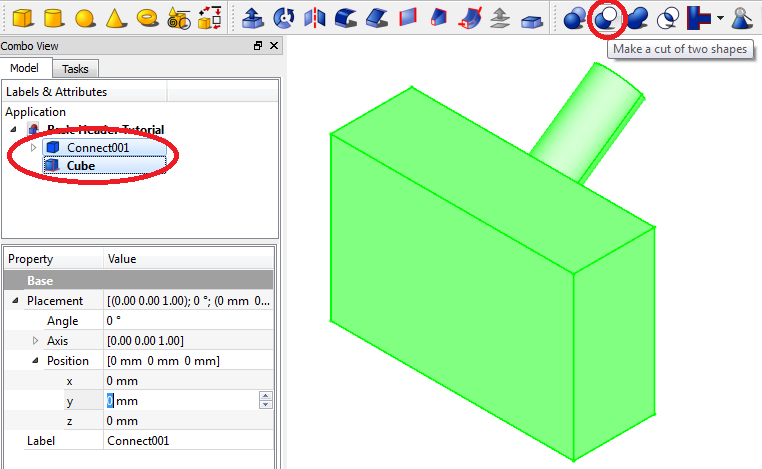 Make a cut of two shapes
Combo View
Model Tasks
Labels & Attributes
Application
Basic Header Tutorial
Connect001
Cube
Property Value
Base
Placement [(0.00 0.00 1.00); 0 °; (0 mm 0...
Angle 0 °
Axis [0.00 0.00 1.00]
Position [0 mm 0 mm 0 mm]
x 0 mm
y 0 mm
z 0 mm
Label Connect001